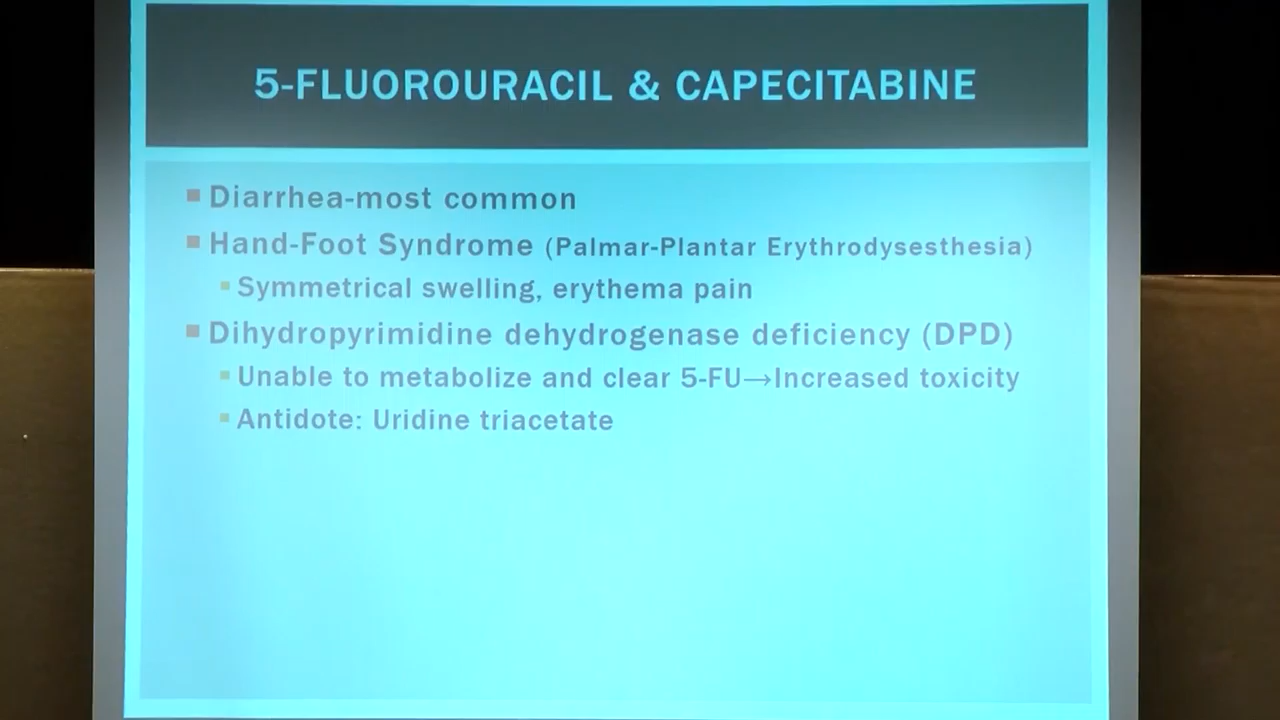 5-FLUOROURACIL & CAPECITABINE
Diarrhea-most common
Hand-Foot Syndrome (Palmar-Plantar Erythrodysesthesia)
Symmetrical swelling, erythema pain
Dihydropyrimidine dehydrogenase deficiency (DPD)
Unable to metabolize and clear 5-FU→Increased toxicity
Antidote: Uridine triacetate